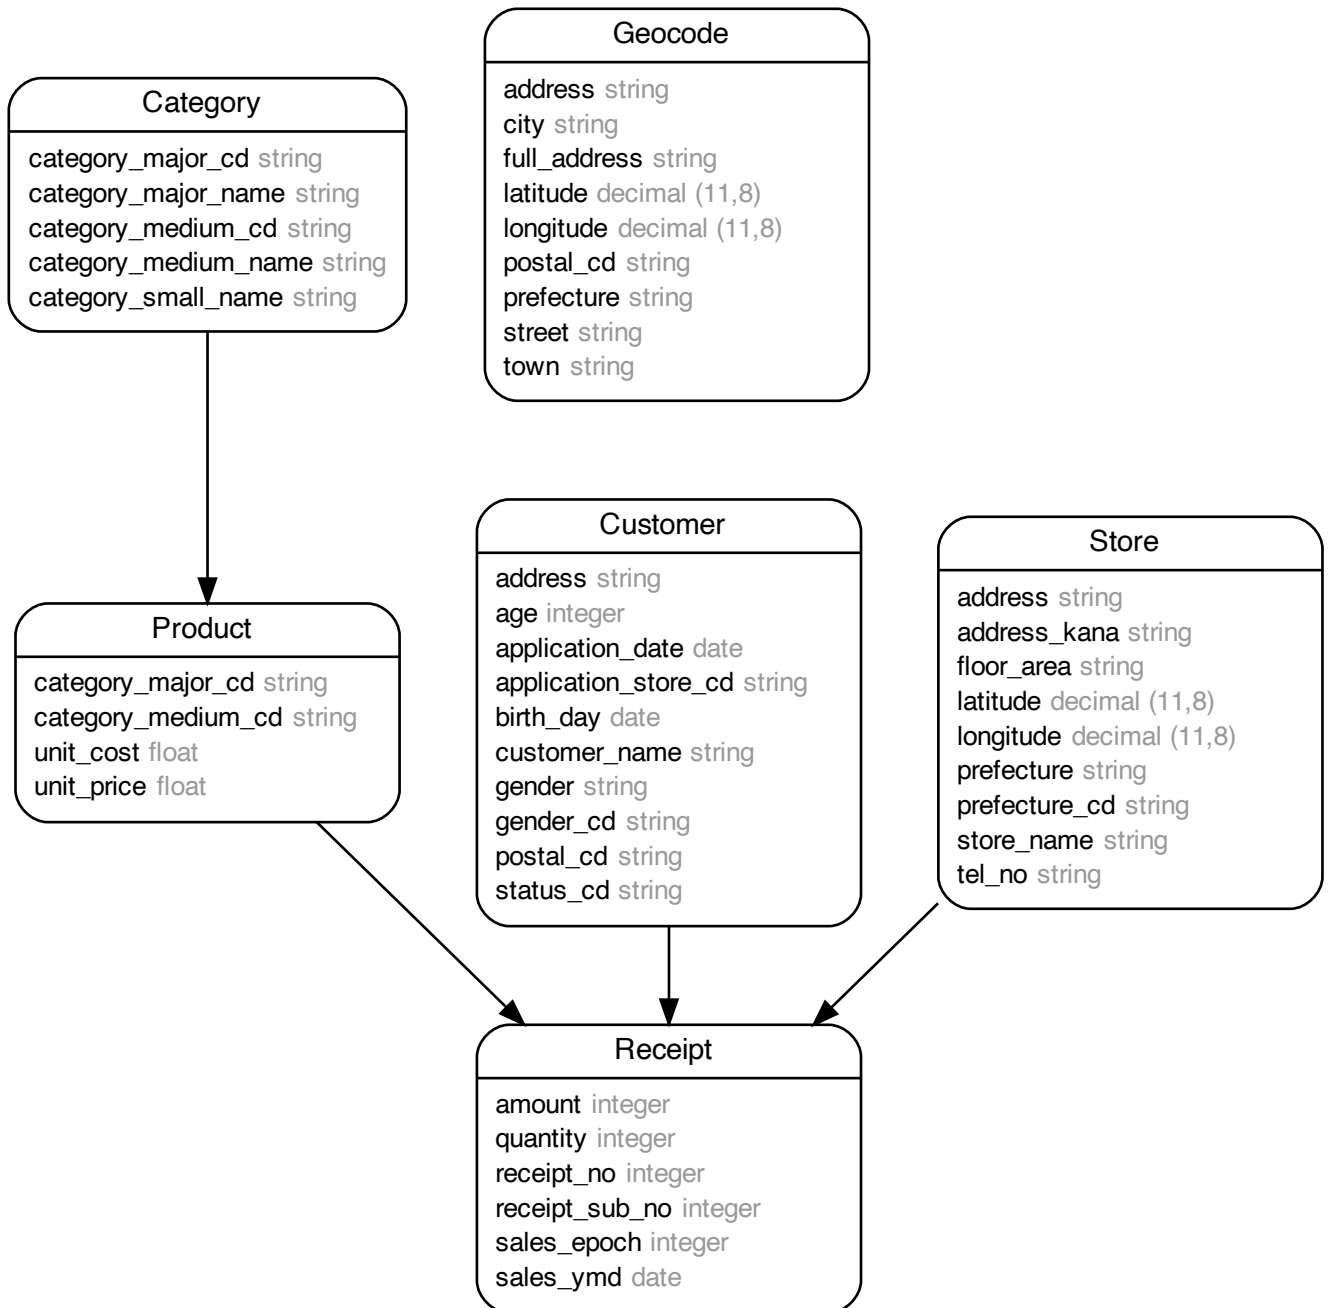 Geocode
address string
city string
full_address string
latitude decimal (11,8)
longitude decimal (11,8)
postal_cd string
prefecture string
street string
town string
Category
category_major_cd string
category_major_name string
category_medium_cd string
category_medium_name string
category_small_name string
Product
category_major_cd string
category_medium_cd string
unit_cost float
unit_price float
Customer
address string
age integer
application_date date
application_store_cd string
birth_day date
customer_name string
gender string
gender_cd string
postal_cd string
status_cd string
Store
address string
address_kana string
floor_area string
latitude decimal (11,8)
longitude decimal (11,8)
prefecture string
prefecture_cd string
store_name string
tel_no string
Receipt
amount integer
quantity integer
receipt_no integer
receipt_sub_no integer
sales_epoch integer
sales_ymd date